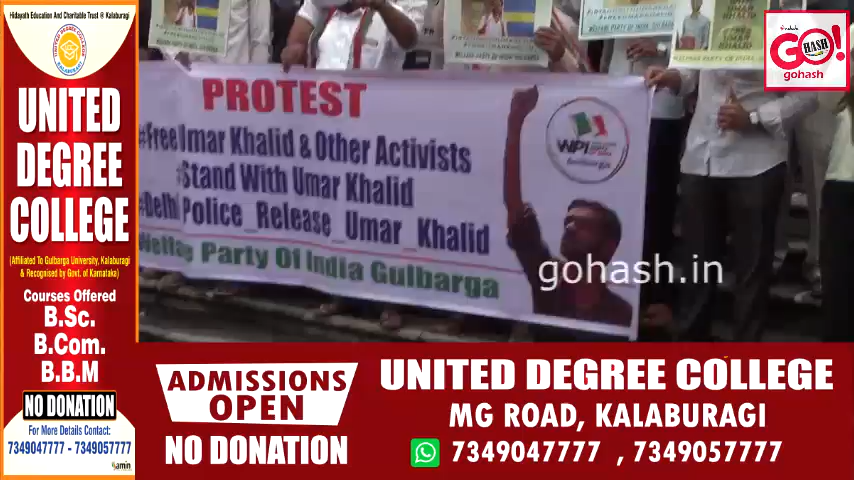 Hidayath Education And Charitable Trust @ Kalaburagi
UNITED
DEGREE
COLLEGE
(Affiliated To Gulbarga University, Kalaburagi
& Recognised by Govt. of Karnataka)
Courses Offered
B.Sc.
B.Com.
B.B.M
NO DONATION
For More Details Contact:
7349047777 - 7349057777
PROTEST
#FreeUmar Khalid & Other Activists
#Stand With Umar Khalid
#Delhi Police_Release_Umar_Khalid
Welfare Party Of India Gulbarga
WPI
Gulbarga
gohash.in
GO!
HASH
gohash
ADMISSIONS
OPEN
NO DONATION
UNITED DEGREE COLLEGE
MG ROAD, KALABURAGI
7349047777 , 7349057777